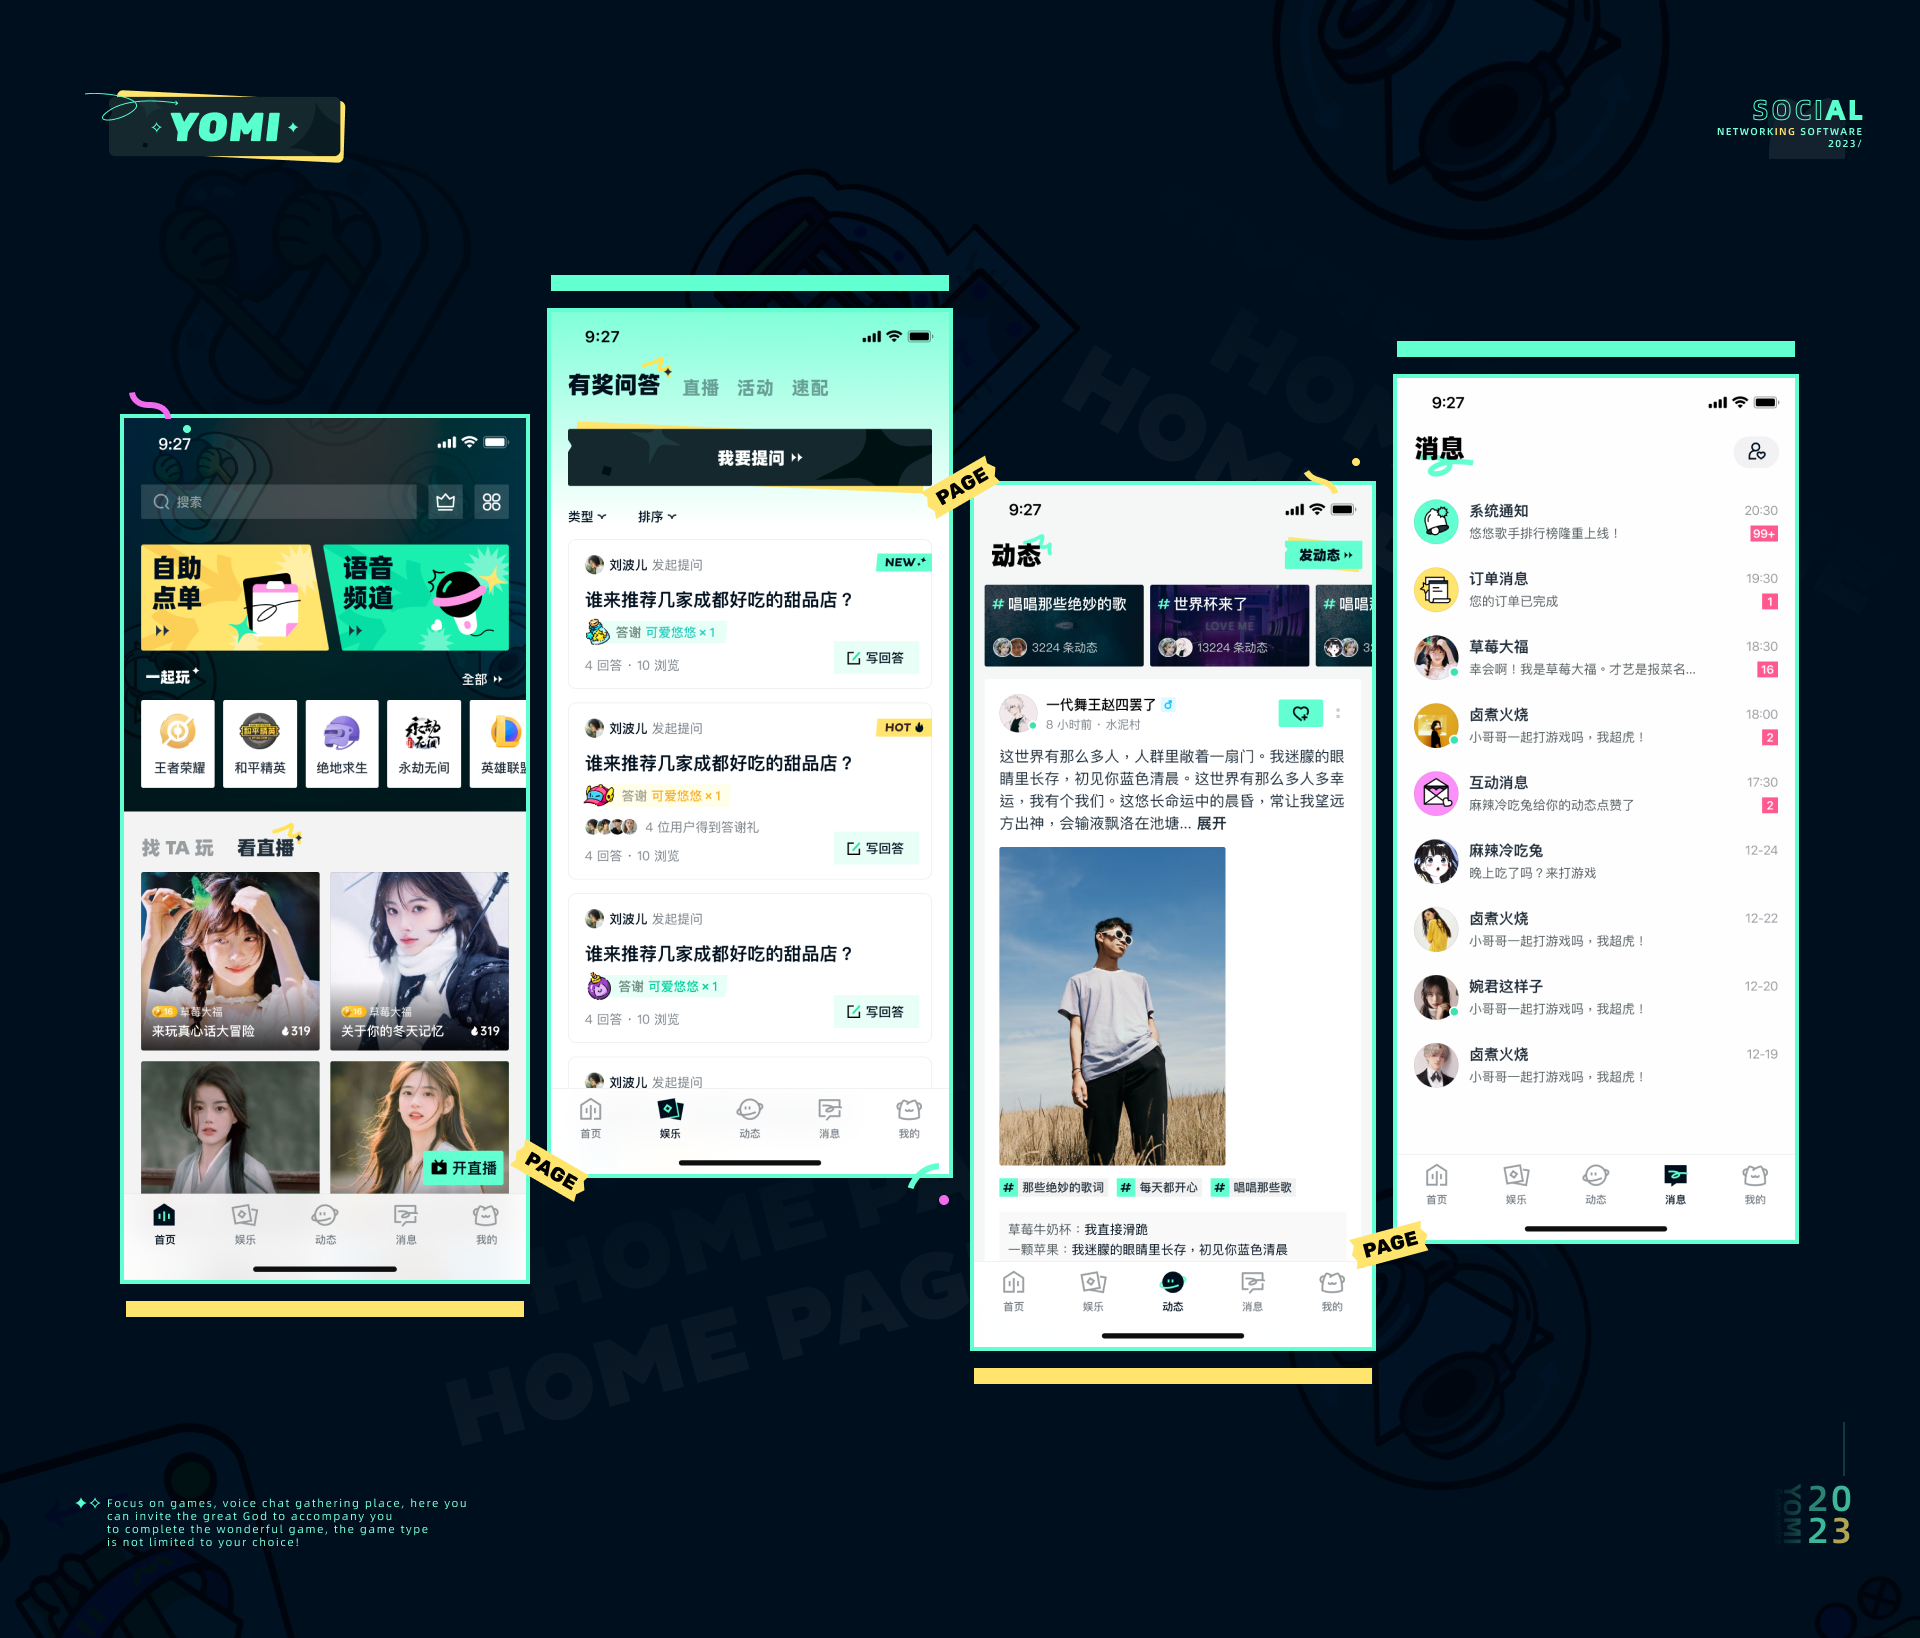 YOMI
SOCIAL
NETWORKING SOFTWARE
2023/
9:27
搜索
自助
点单
语音
频道
一起玩
全部
王者荣耀
和平精英
绝地求生
永劫无间
英雄联盟
找 TA 玩
看直播
16 草莓大福
来玩真心话大冒险
319
16 草莓大福
关于你的冬天记忆
319
开直播
首页
娱乐
动态
消息
我的
PAGE
9:27
有奖问答
直播
活动
速配
我要提问
类型
排序
刘波儿 发起提问
NEW
谁来推荐几家成都好吃的甜品店？
答谢 可爱悠悠 × 1
4 回答 · 10 浏览
写回答
刘波儿 发起提问
HOT
谁来推荐几家成都好吃的甜品店？
答谢 可爱悠悠 × 1
4 位用户得到答谢礼
4 回答 · 10 浏览
写回答
刘波儿 发起提问
谁来推荐几家成都好吃的甜品店？
答谢 可爱悠悠 × 1
4 回答 · 10 浏览
写回答
刘波儿 发起提问
首页
娱乐
动态
消息
我的
PAGE
9:27
动态
发动态
# 唱唱那些绝妙的歌
3224 条动态
# 世界杯来了
LOVE ME
13224 条动态
# 唱唱
一代舞王赵四罢了
8 小时前 · 水泥村
这世界有那么多人，人群里敞着一扇门。我迷朦的眼
睛里长存，初见你蓝色清晨。这世界有那么多人多幸
运，我有个我们。这悠长命运中的晨昏，常让我望远
方出神，会输液飘洛在池塘... 展开
# 那些绝妙的歌词
# 每天都开心
# 唱唱那些歌
草莓牛奶杯：我直接滑跪
一颗苹果：我迷朦的眼睛里长存，初见你蓝色清晨
首页
娱乐
动态
消息
我的
PAGE
9:27
消息
系统通知
20:30
悠悠歌手排行榜隆重上线！
99+
订单消息
19:30
您的订单已完成
1
草莓大福
18:30
幸会啊！我是草莓大福。才艺是报菜名...
16
卤煮火烧
18:00
小哥哥一起打游戏吗，我超虎！
2
互动消息
17:30
麻辣冷吃兔给你的动态点赞了
2
麻辣冷吃兔
12-24
晚上吃了吗？来打游戏
卤煮火烧
12-22
小哥哥一起打游戏吗，我超虎！
婉君这样子
12-20
小哥哥一起打游戏吗，我超虎！
卤煮火烧
12-19
小哥哥一起打游戏吗，我超虎！
首页
娱乐
动态
消息
我的
HOME PA
HOME PAG
Focus on games, voice chat gathering place, here you
can invite the great God to accompany you
to complete the wonderful game, the game type
is not limited to your choice!
YOMI
20
23